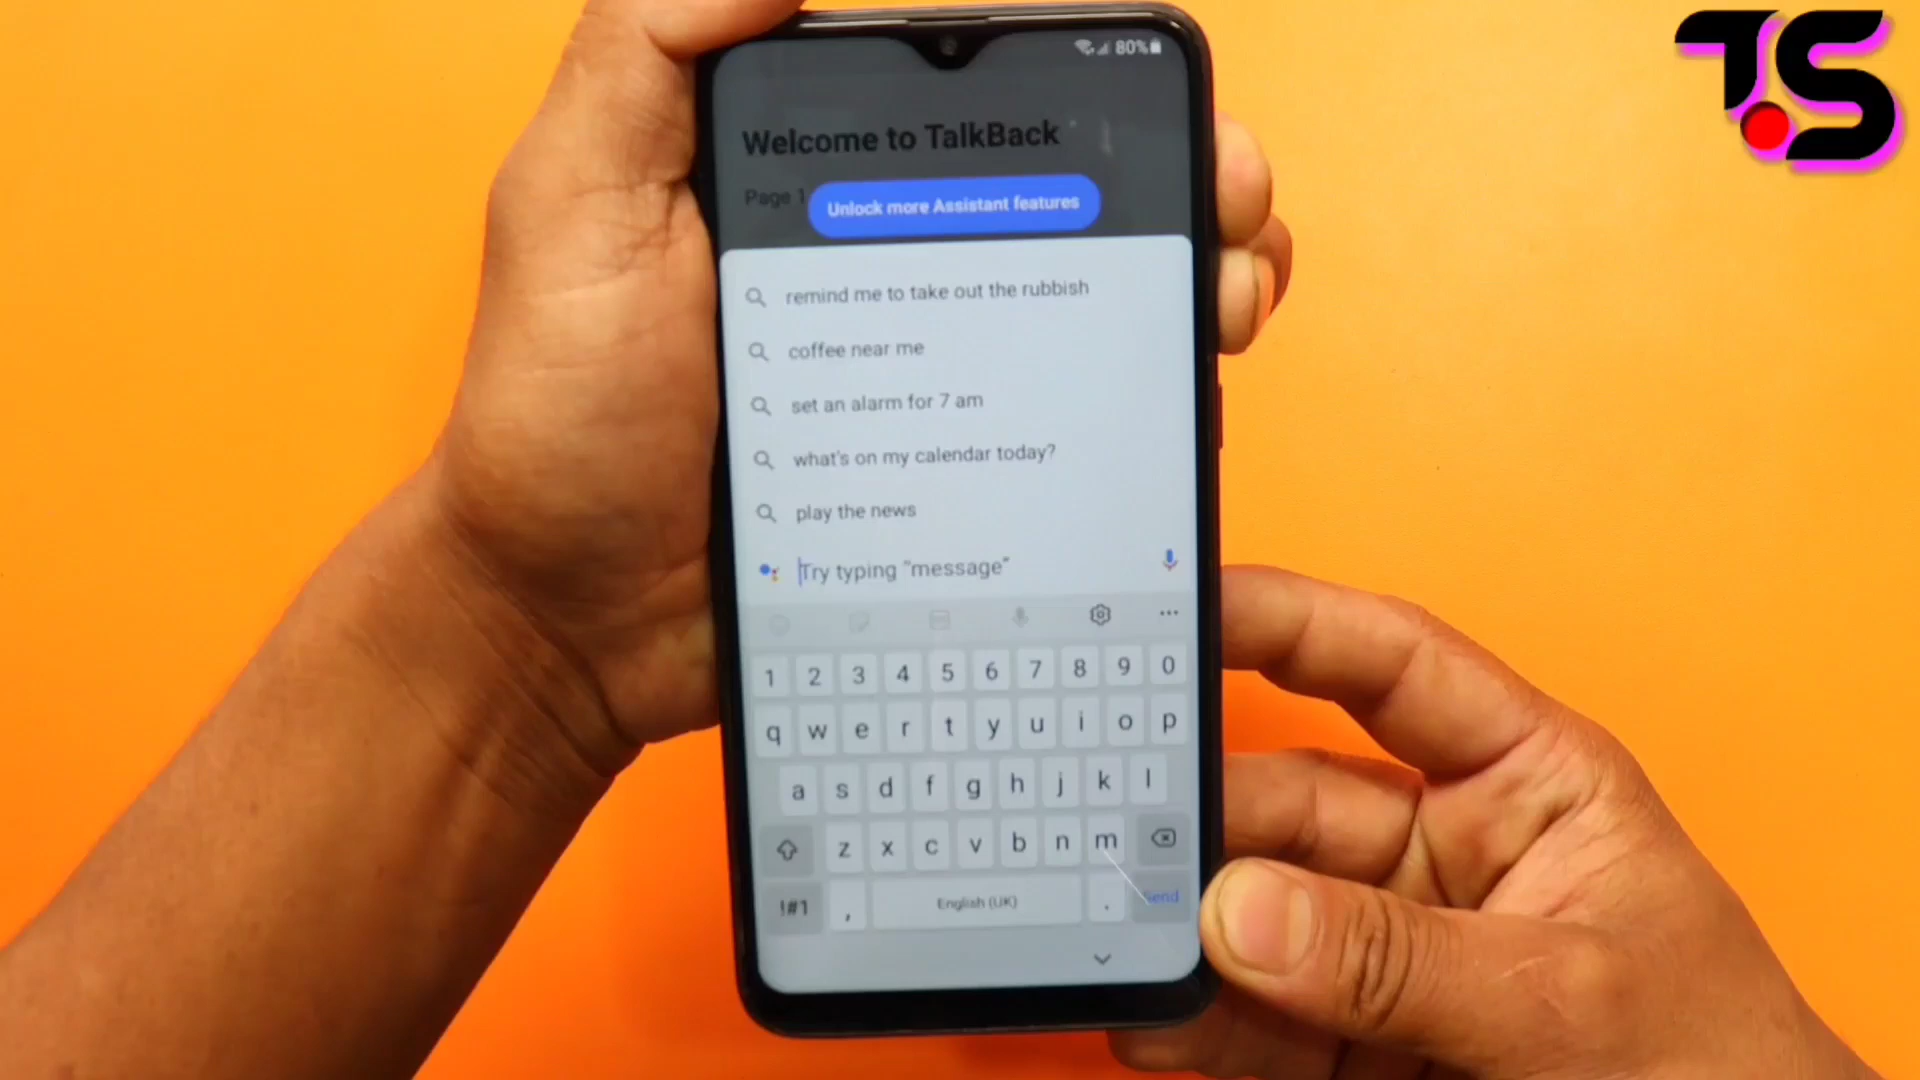 T.S
80%
Welcome to TalkBack
Page 1
Unlock more Assistant features
remind me to take out the rubbish
coffee near me
set an alarm for 7 am
what's on my calendar today?
play the news
Try typing "message"
1 2 3 4 5 6 7 8 9 0
q w e r t y u i o p
a s d f g h j k l
z x c v b n m
!#1 , English (UK) . Send